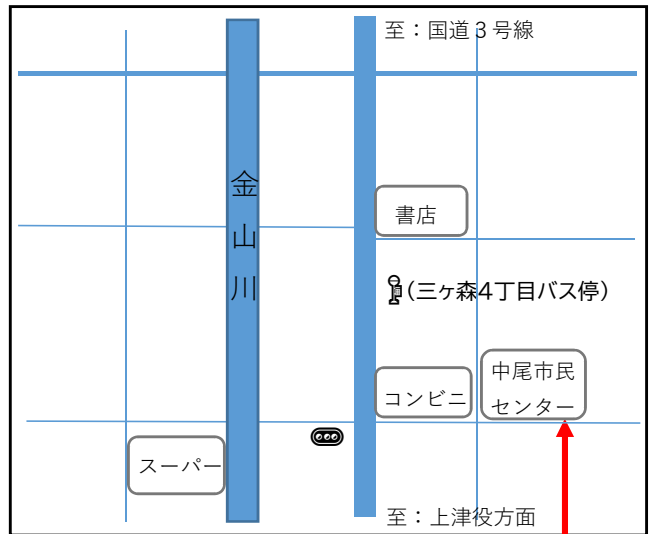 至：国道３号線
金山川
書店
(三ヶ森4丁目バス停)
コンビニ
中尾市民
センター
スーパー
至：上津役方面